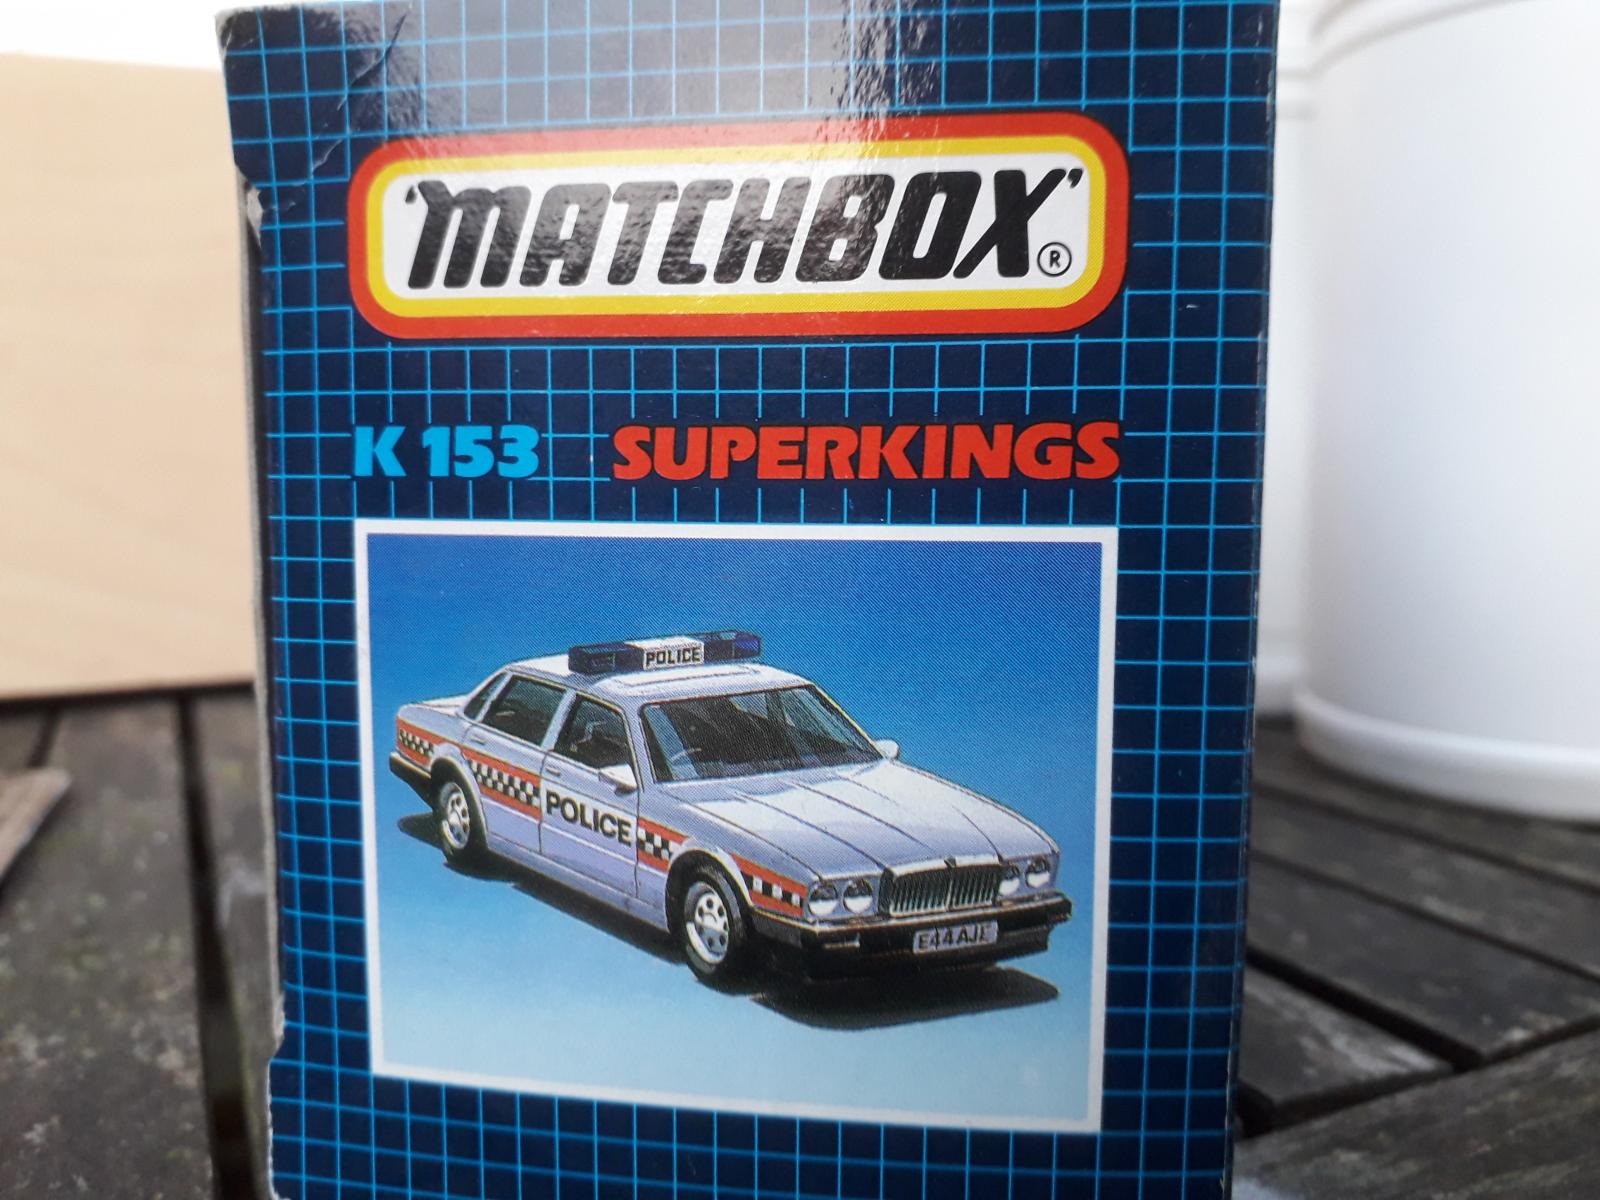 'MATCHBOX'®
K 153 SUPERKINGS
POLICE
POLICE
E44 AJE